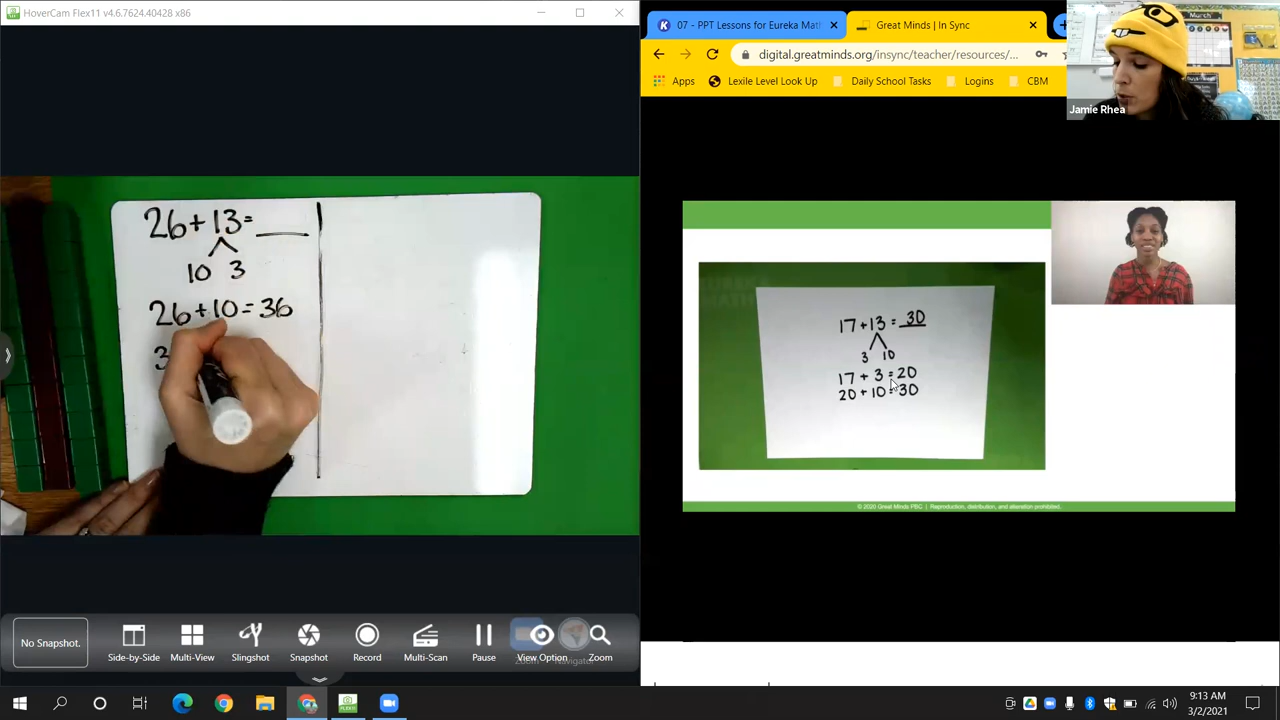 HoverCam Flex11 v4.6.7624.40428 x86
26+13=
10 3
26+10=36
3
No Snapshot.
Side-by-Side
Multi-View
Slingshot
Snapshot
Record
Multi-Scan
Pause
View Option
Zoom
07 - PPT Lessons for Eureka Math
Great Minds | In Sync
digital.greatminds.org/insync/teacher/resources/...
Apps
Lexile Level Look Up
Daily School Tasks
Logins
CBM
March
Jamie Rhea
EUREKA
MATH
17+13=30
3 10
17+3=20
20+10=30
© 2020 Great Minds PBC | Reproduction, distribution, and alteration prohibited.
9:13 AM
3/2/2021